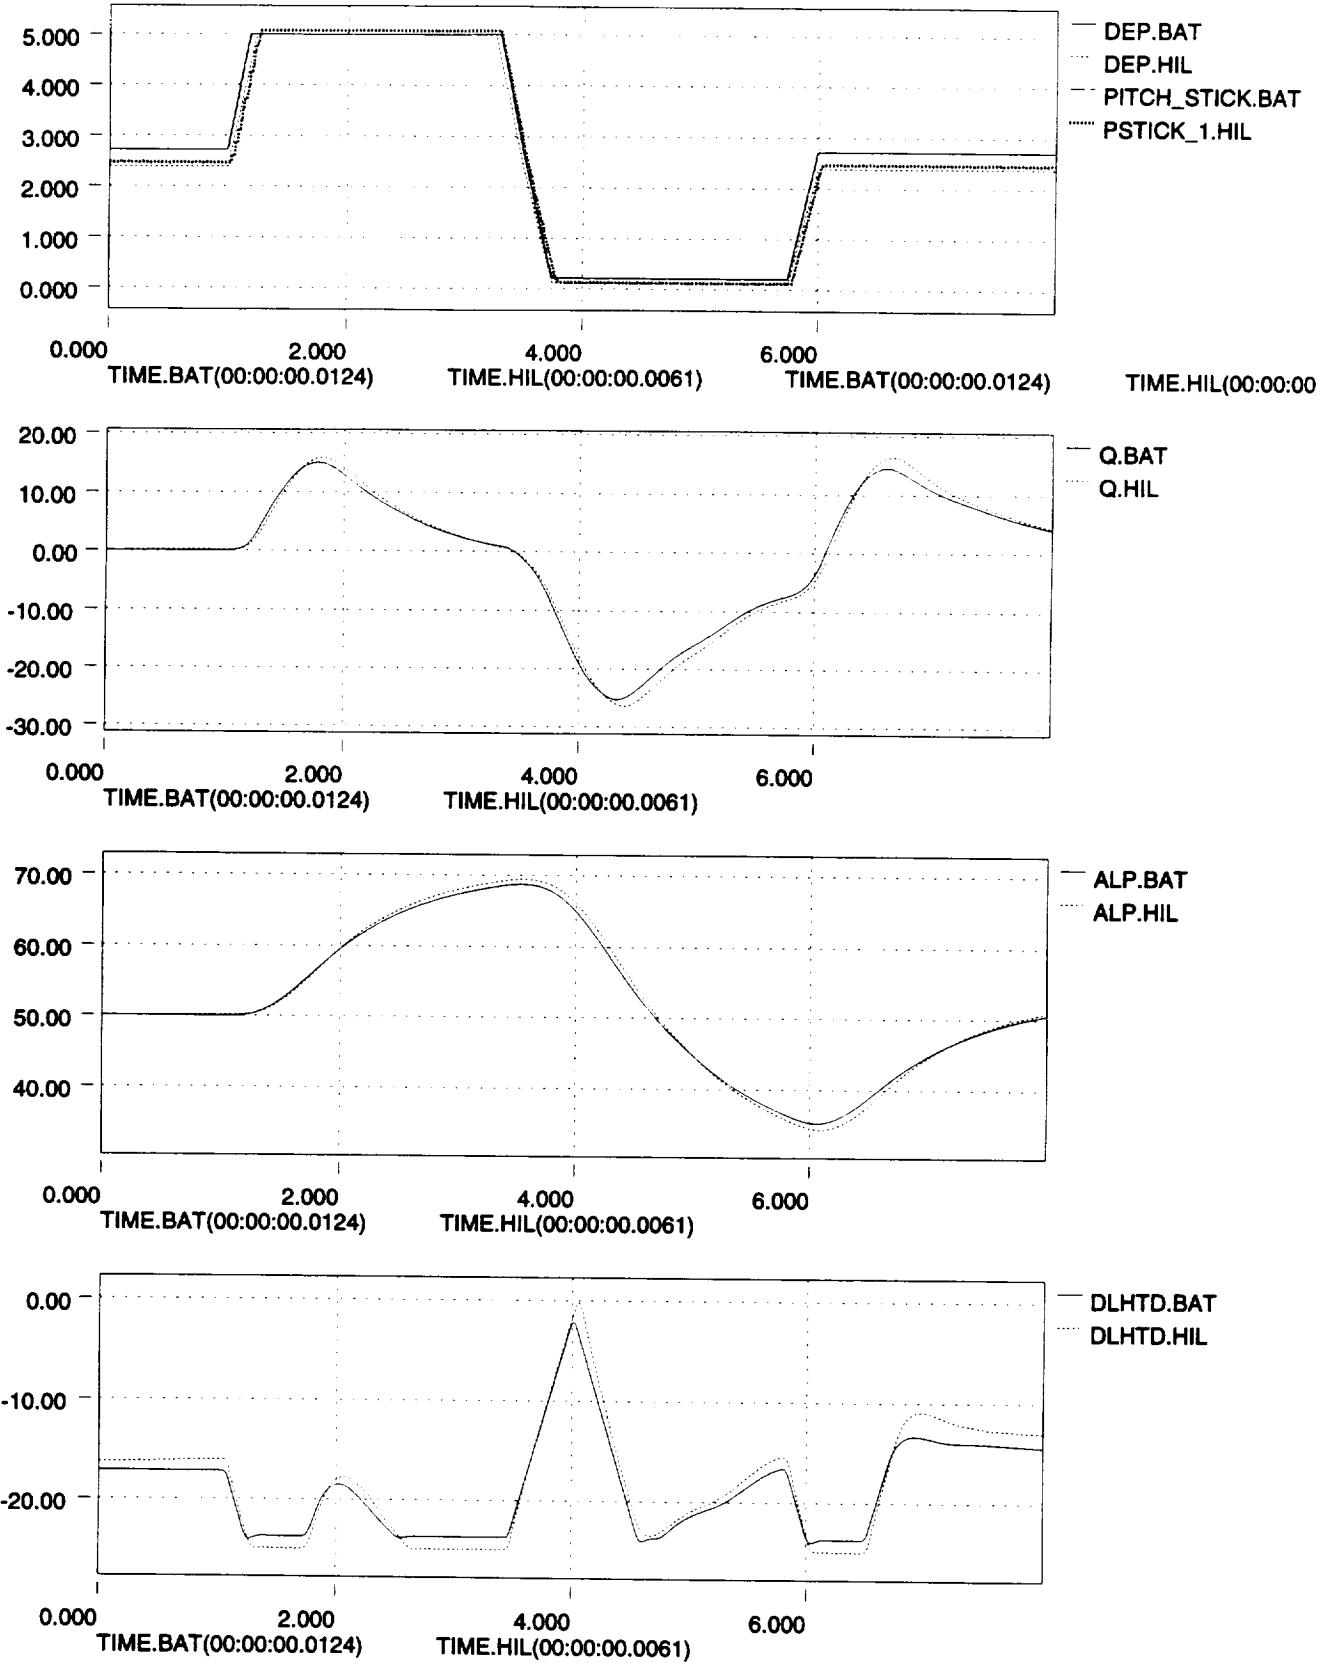 5.000
4.000
3.000
2.000
1.000
0.000
DEP.BAT
DEP.HIL
PITCH_STICK.BAT
PSTICK_1.HIL
0.000 2.000 4.000 6.000
TIME.BAT(00:00:00.0124) TIME.HIL(00:00:00.0061) TIME.BAT(00:00:00.0124) TIME.HIL(00:00:00
20.00
10.00
0.00
-10.00
-20.00
-30.00
Q.BAT
Q.HIL
0.000 2.000 4.000 6.000
TIME.BAT(00:00:00.0124) TIME.HIL(00:00:00.0061)
70.00
60.00
50.00
40.00
ALP.BAT
ALP.HIL
0.000 2.000 4.000 6.000
TIME.BAT(00:00:00.0124) TIME.HIL(00:00:00.0061)
0.00
-10.00
-20.00
DLHTD.BAT
DLHTD.HIL
0.000 2.000 4.000 6.000
TIME.BAT(00:00:00.0124) TIME.HIL(00:00:00.0061)